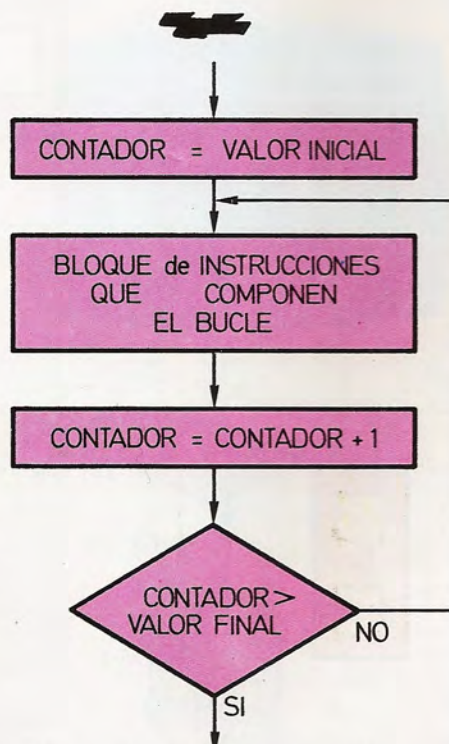 CONTADOR = VALOR INICIAL
BLOQUE de INSTRUCCIONES
QUE COMPONEN
EL BUCLE
CONTADOR = CONTADOR + 1
CONTADOR >
VALOR FINAL
NO
SI